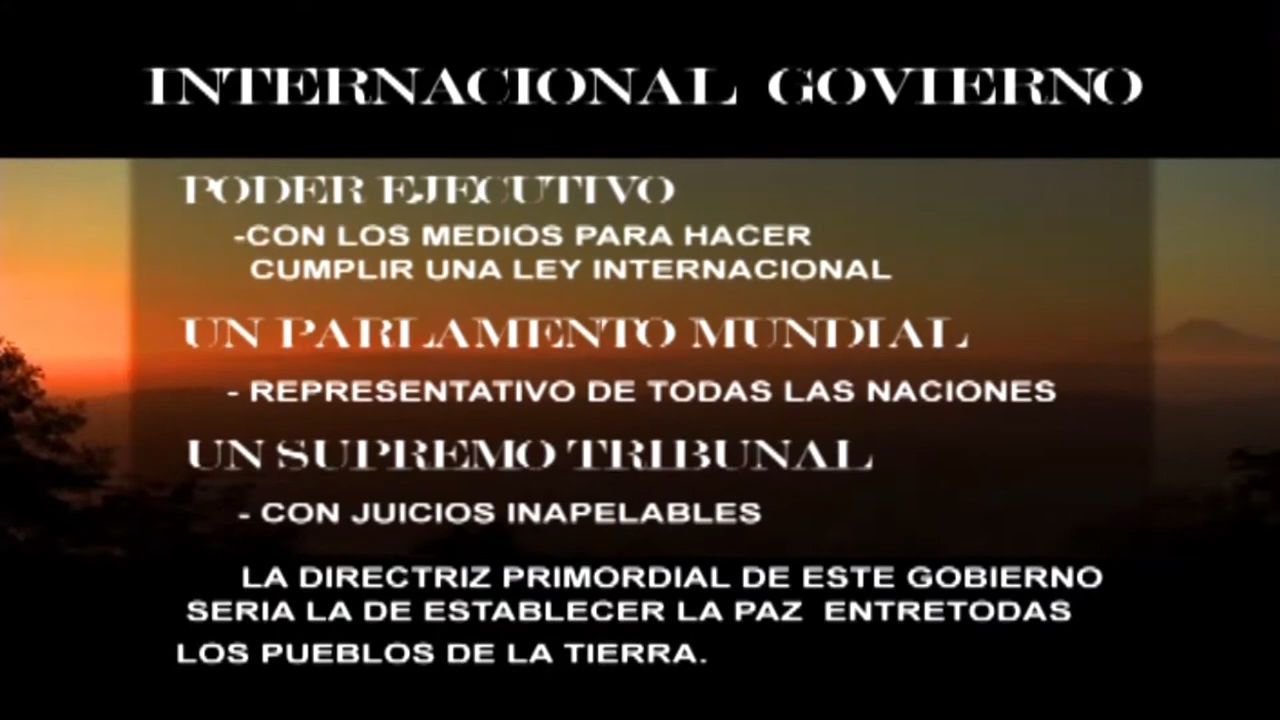 INTERNACIONAL GOVIERNO
PODER EJECUTIVO
-CON LOS MEDIOS PARA HACER
CUMPLIR UNA LEY INTERNACIONAL
UN PARLAMENTO MUNDIAL
- REPRESENTATIVO DE TODAS LAS NACIONES
UN SUPREMO TRIBUNAL
- CON JUICIOS INAPELABLES
LA DIRECTRIZ PRIMORDIAL DE ESTE GOBIERNO
SERIA LA DE ESTABLECER LA PAZ ENTRETODAS
LOS PUEBLOS DE LA TIERRA.